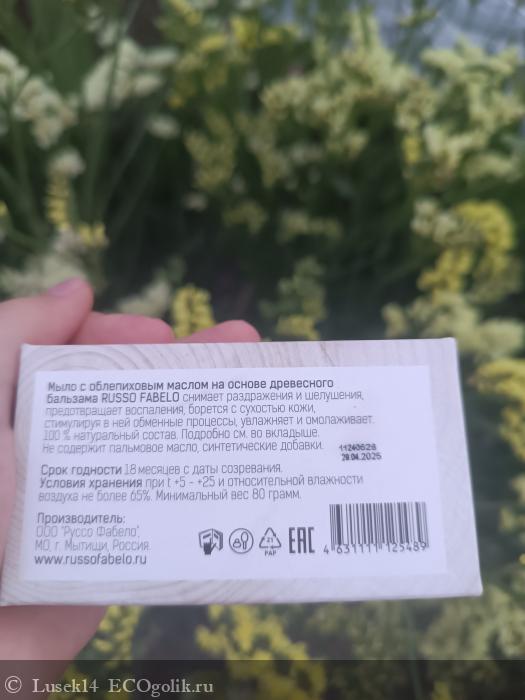 Мыло с облепиховым маслом на основе древесного
бальзама RUSSO FABELO снимает раздражения и шелушения,
предотвращает воспаления, борется с сухостью кожи,
стимулируя в ней обменные процессы, увлажняет и омолаживает.
100 % натуральный состав. Подробно см. во вкладыше.
Не содержит пальмовое масло, синтетические добавки.
11240628
28.04.2025
Срок годности 18 месяцев с даты созревания.
Условия хранения при t +5 - +25 и относительной влажности
воздуха не более 65%. Минимальный вес 80 грамм.
Производитель:
ООО "Руссо Фабело",
МО, г. Мытищи, Россия.
www.russofabelo.ru
21
PAP
EAC
4 631111 125489
Lusek14 ECOgolik.ru